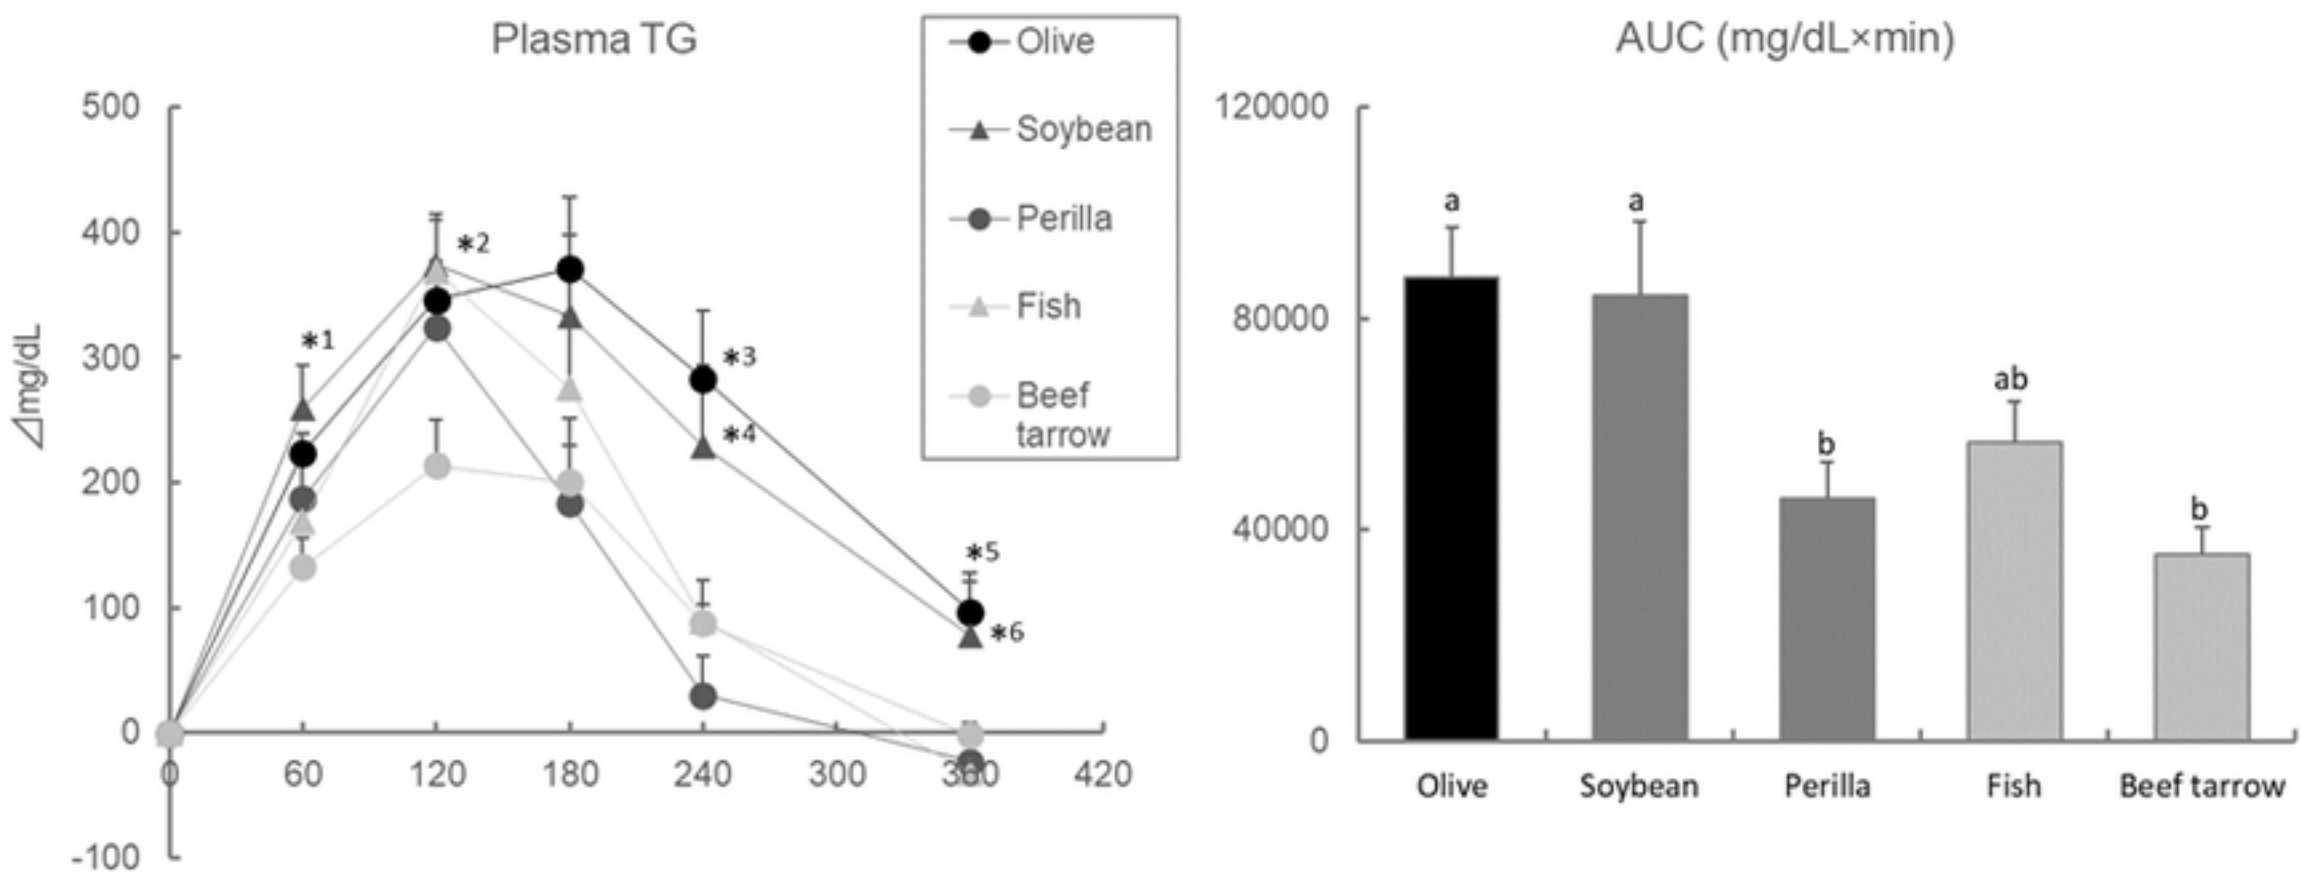 Plasma TG
500
400
300
200
100
0
-100
⊿mg/dL
0 60 120 180 240 300 360 420
*1
*2
*3
*4
*5
*6
Olive
Soybean
Perilla
Fish
Beef
tarrow
AUC (mg/dL×min)
120000
80000
40000
0
a
a
b
ab
b
Olive Soybean Perilla Fish Beef tarrow